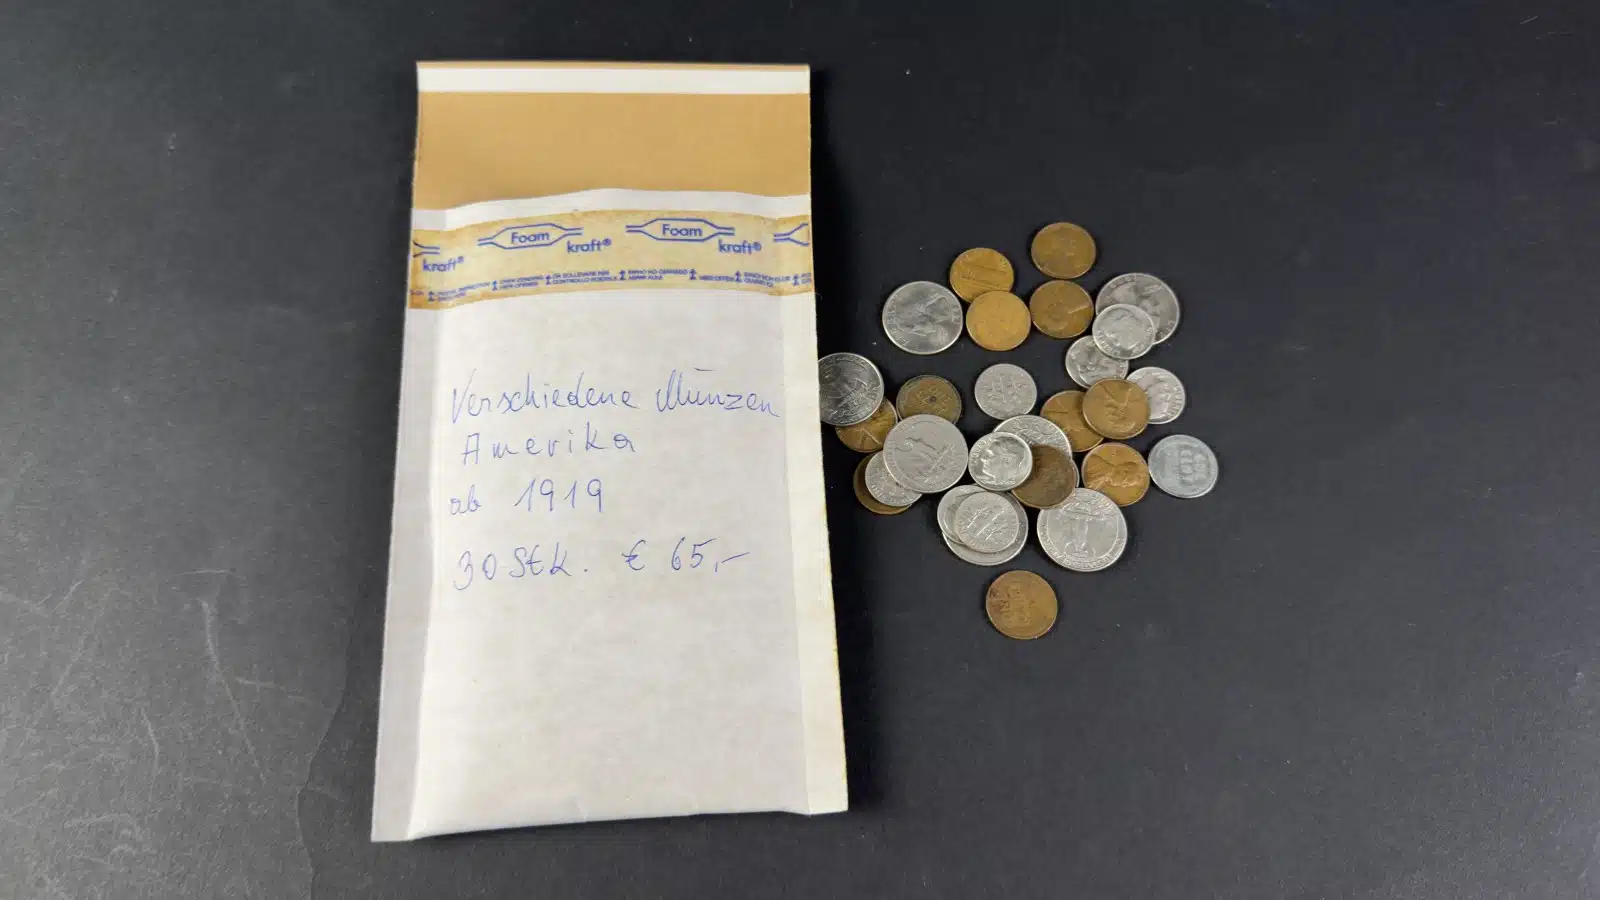 Foam
kraft®
Foam
kraft®
kraft®
Verschiedene Münzen
Amerika
ab 1919
30 Stk. € 65,-